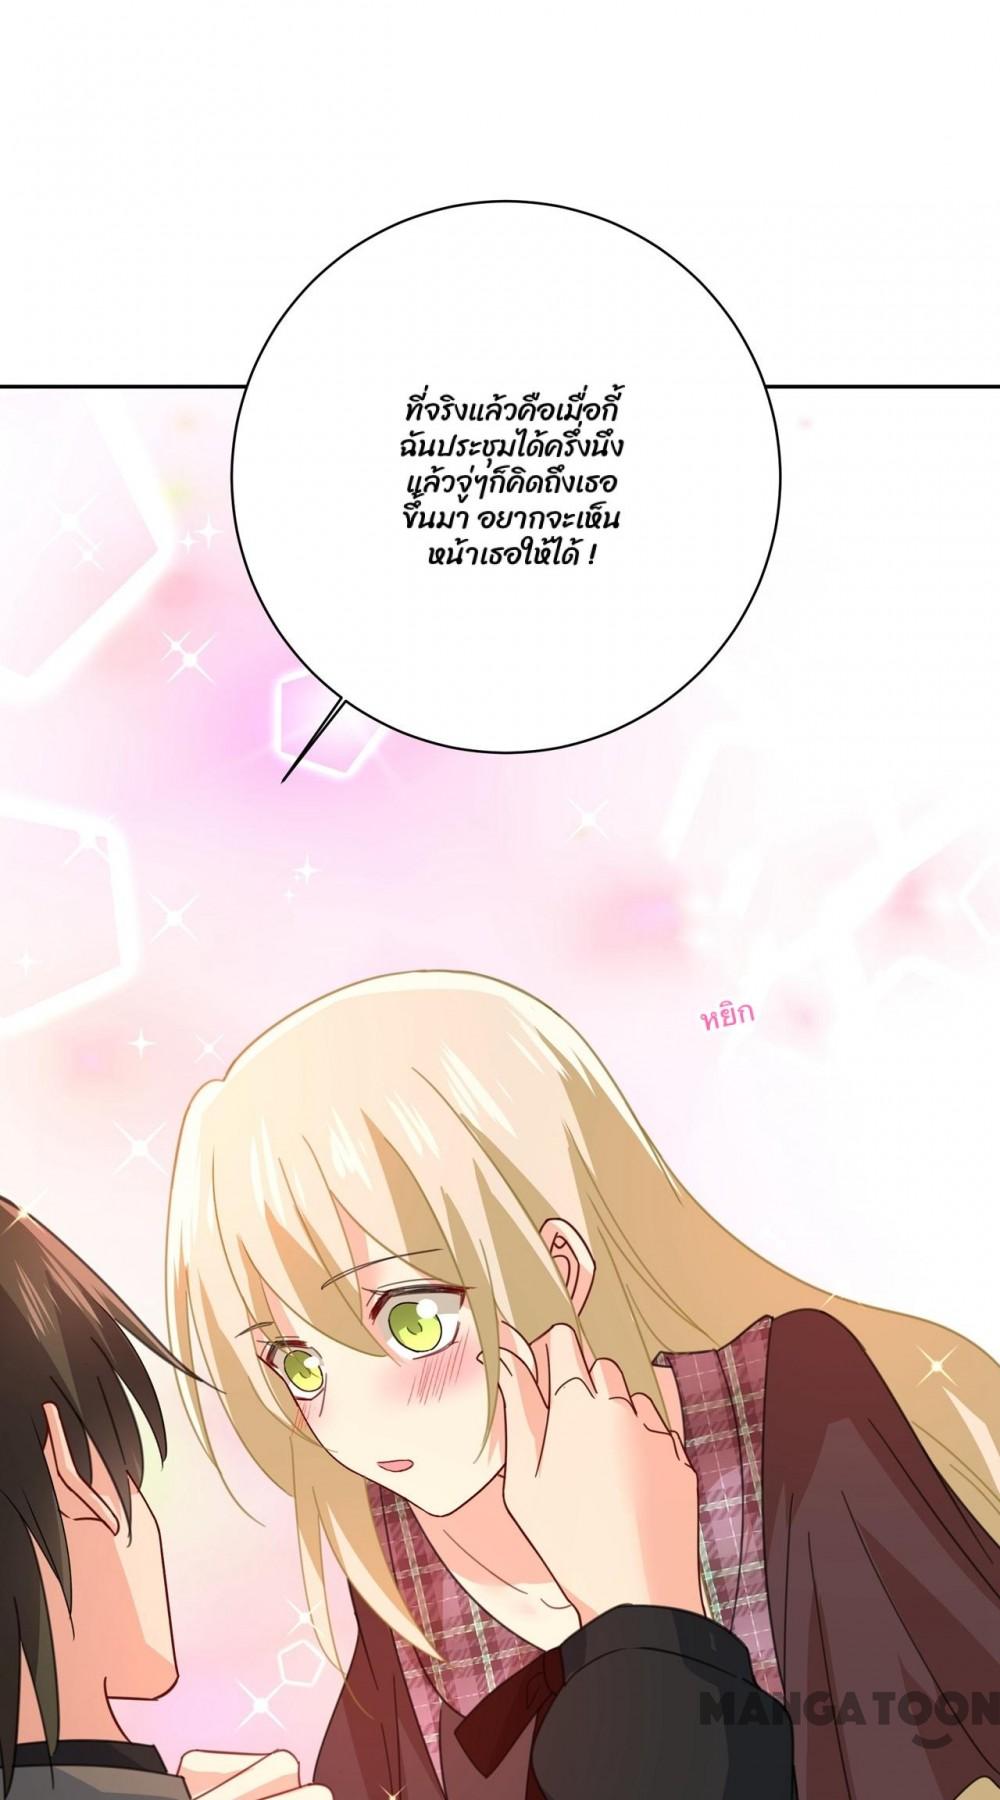 ที่จริงแล้วคือเมื่อกี้
ฉันประชุมได้ครึ่งนึง
แล้วจู่ๆก็คิดถึงเธอ
ขึ้นมา อยากจะเห็น
หน้าเธอให้ได้ !
หยิก
MANGATOON